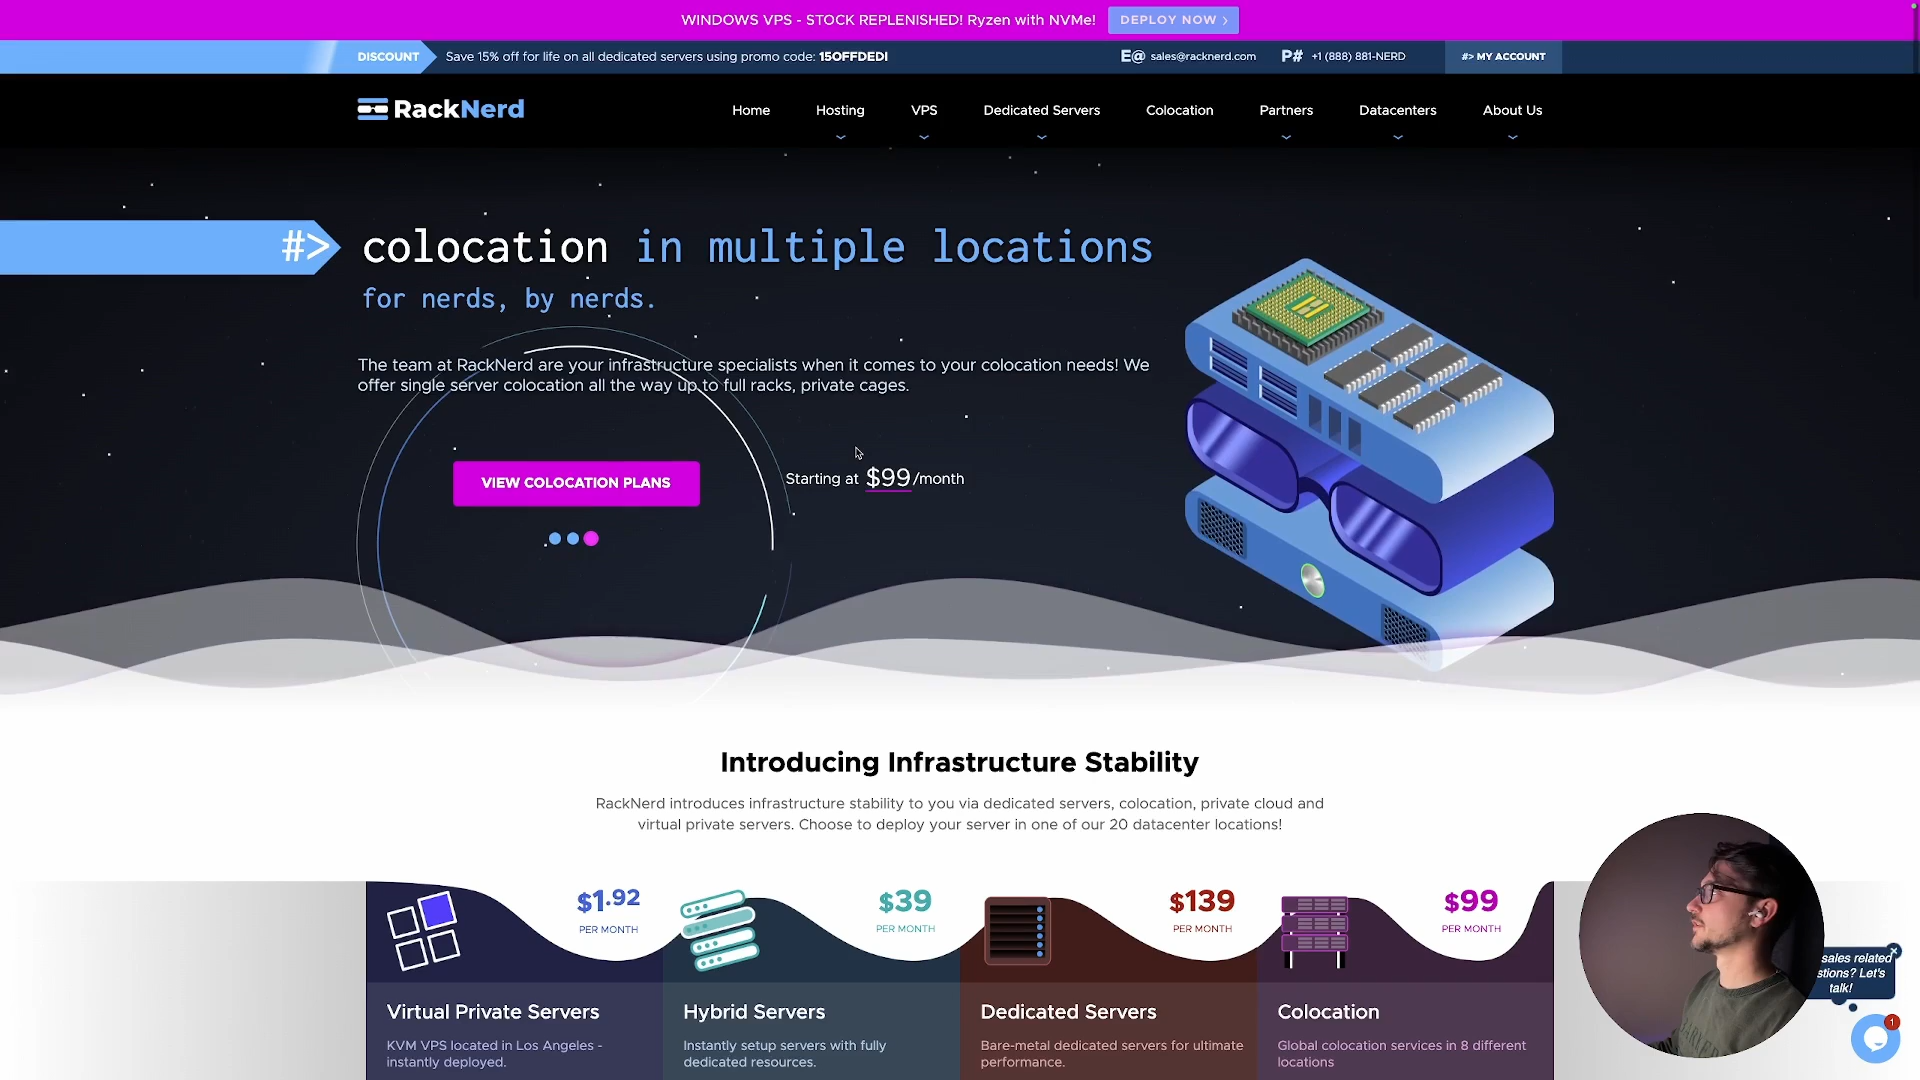 WINDOWS VPS - STOCK REPLENISHED! Ryzen with NVMe!
DEPLOY NOW
DISCOUNT
Save 15% off for life on all dedicated servers using promo code: 15OFFDEDI
E@ sales@racknerd.com
P# +1 (888) 881-NERD
#> MY ACCOUNT
RackNerd
Home
Hosting
VPS
Dedicated Servers
Colocation
Partners
Datacenters
About Us
#> colocation in multiple locations
for nerds, by nerds.
The team at RackNerd are your infrastructure specialists when it comes to your colocation needs! We
offer single server colocation all the way up to full racks, private cages.
VIEW COLOCATION PLANS
Starting at $99/month
Introducing Infrastructure Stability
RackNerd introduces infrastructure stability to you via dedicated servers, colocation, private cloud and
virtual private servers. Choose to deploy your server in one of our 20 datacenter locations!
$1.92
PER MONTH
Virtual Private Servers
KVM VPS located in Los Angeles -
instantly deployed.
$39
PER MONTH
Hybrid Servers
Instantly setup servers with fully
dedicated resources.
$139
PER MONTH
Dedicated Servers
Bare-metal dedicated servers for ultimate
performance.
$99
PER MONTH
Colocation
Global colocation services in 8 different
locations
sales related
stions? Let's
talk!
1